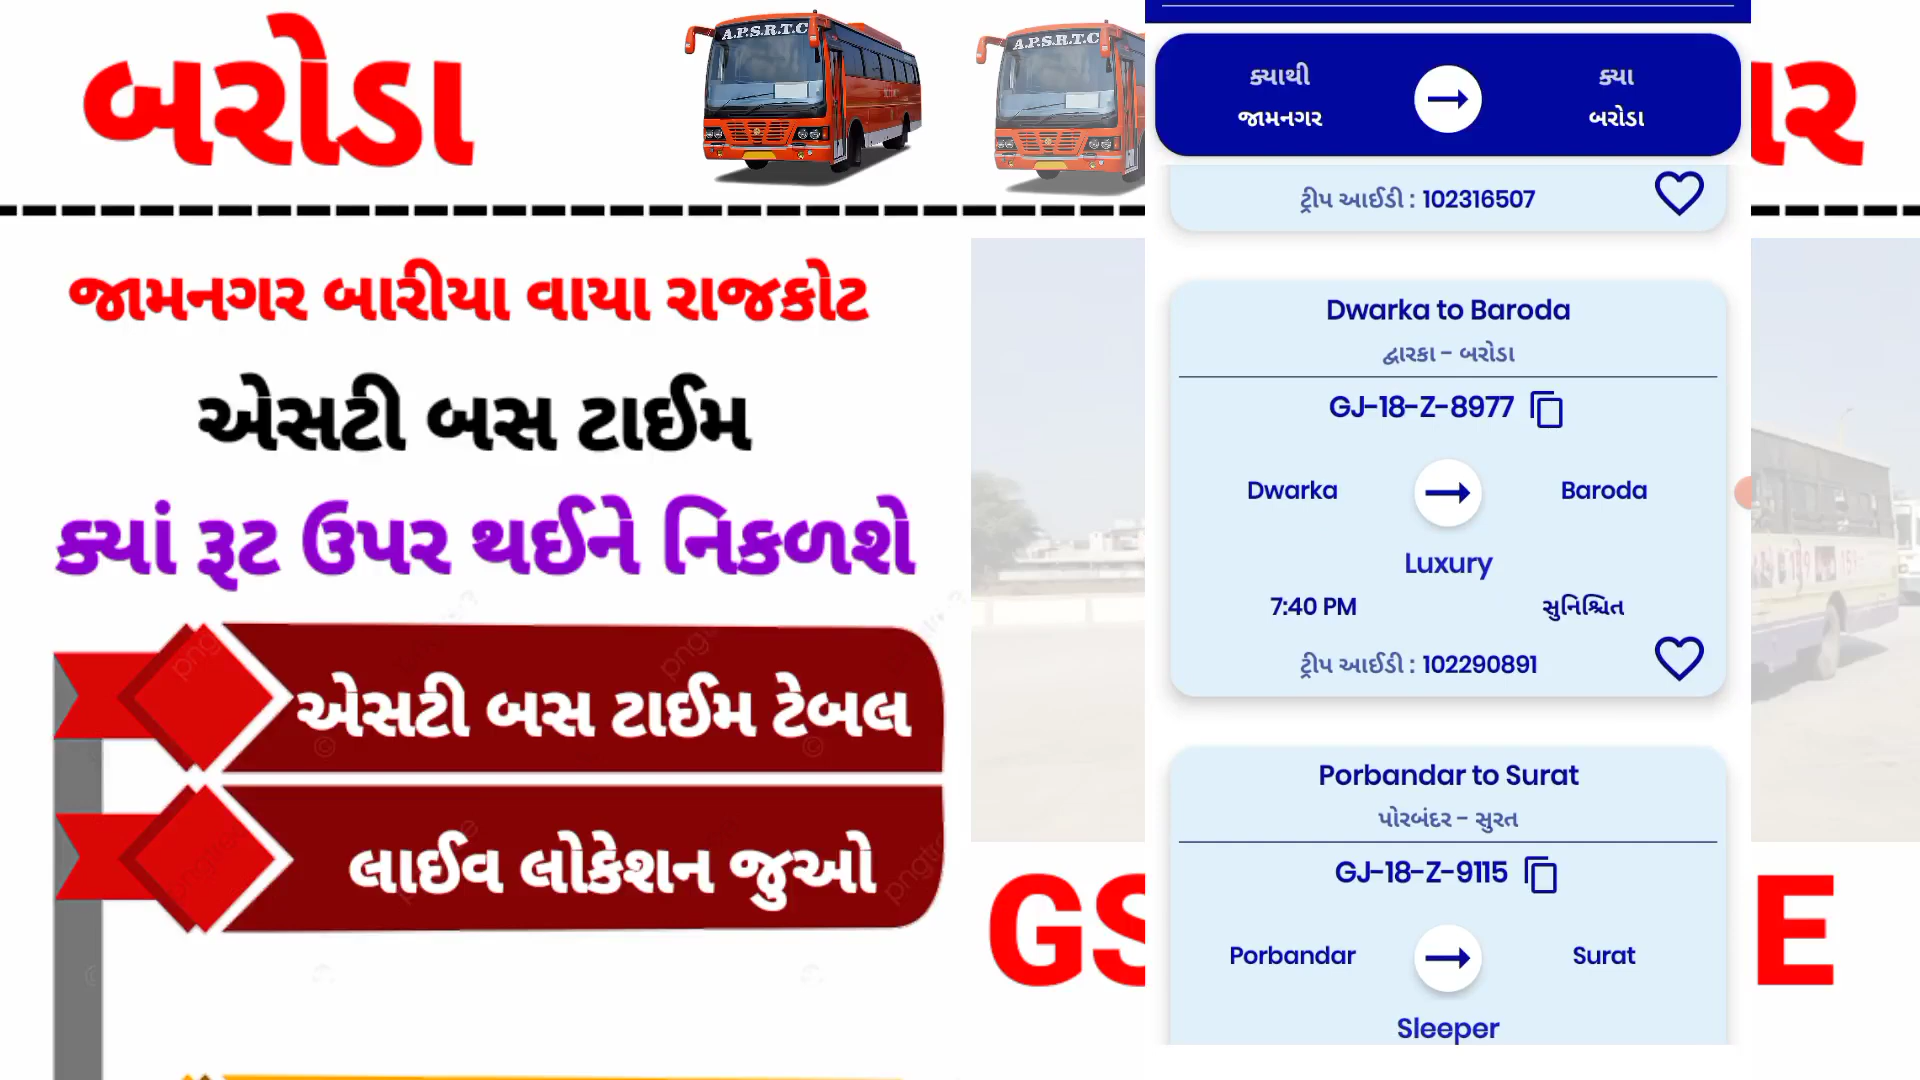 બરોડા
A.P.S.R.T.C
A.P.S.R.T.C
ર
જામનગર બારીયા વાયા રાજકોટ
એસટી બસ ટાઈમ
ક્યાં રૂટ ઉપર થઈને નિકળશે
એસટી બસ ટાઈમ ટેબલ
લાઈવ લોકેશન જુઓ
GS
E
ક્યાથી
ક્યા
જામનગર
બરોડા
ટ્રીપ આઈડી : 102316507
Dwarka to Baroda
દ્વારકા - બરોડા
GJ-18-Z-8977
Dwarka
Baroda
Luxury
7:40 PM
સુનિશ્ચિત
ટ્રીપ આઈડી : 102290891
Porbandar to Surat
પોરબંદર - સુરત
GJ-18-Z-9115
Porbandar
Surat
Sleeper